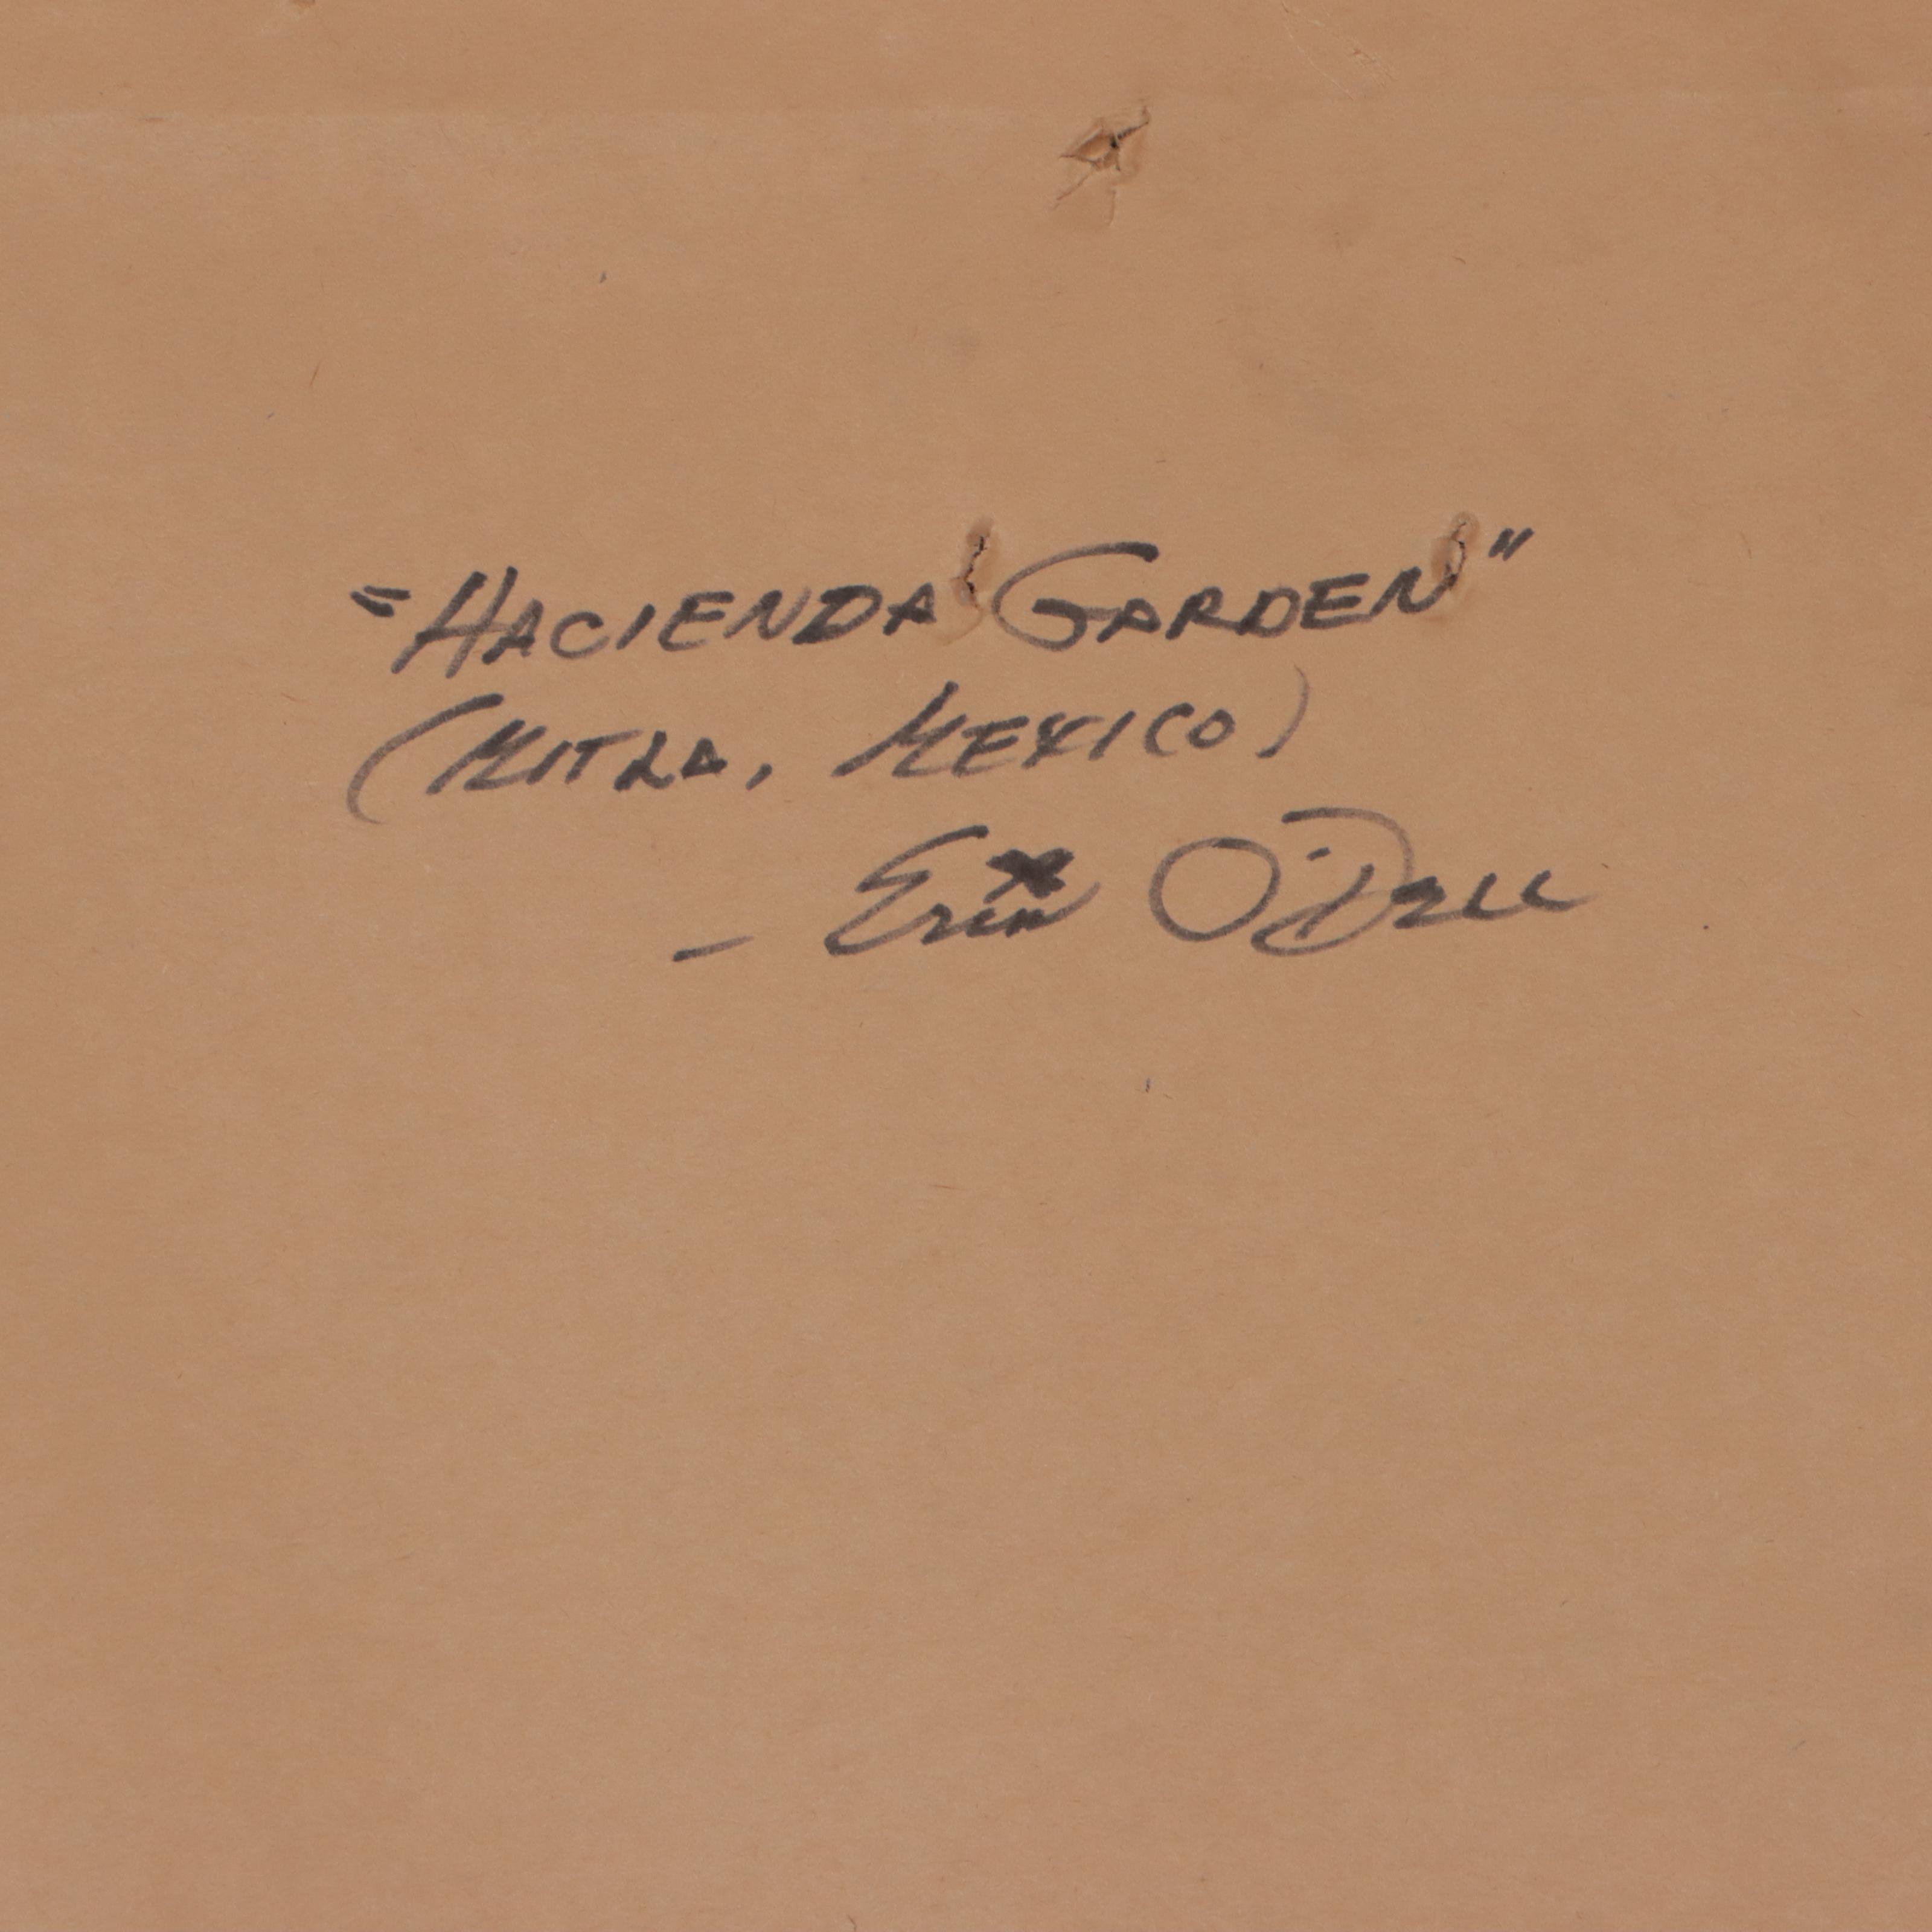 "HACIENDA GARDEN"
(MITLA, MEXICO)
- Erin O'Dell